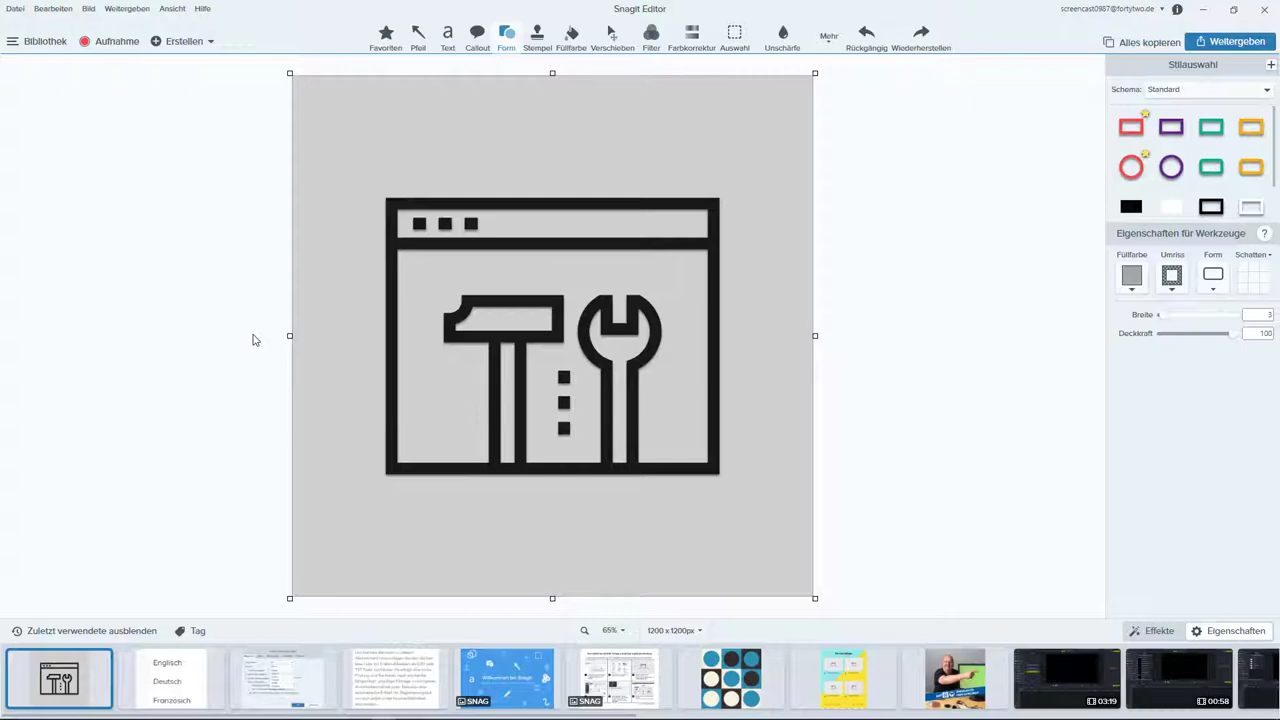 Datei Bearbeiten Bild Weitergeben Ansicht Hilfe
Snagit Editor
screencast0987@fortytwo.de
Bibliothek Aufnahme Erstellen
Favoriten Pfeil Text Callout Form Stempel Füllfarbe Verschieben Filter Farbkorrektur Auswahl Unschärfe Mehr Rückgängig Wiederherstellen
Alles kopieren Weitergeben
Stilauswahl
Schema: Standard
Eigenschaften für Werkzeuge ?
Füllfarbe Umriss Form Schatten
Breite 3
Deckkraft 100
Zuletzt verwendete ausblenden Tag
65% 1200 x 1200px
Effekte Eigenschaften
Englisch
Deutsch
Französisch
SNAG
SNAG
03:19
00:58